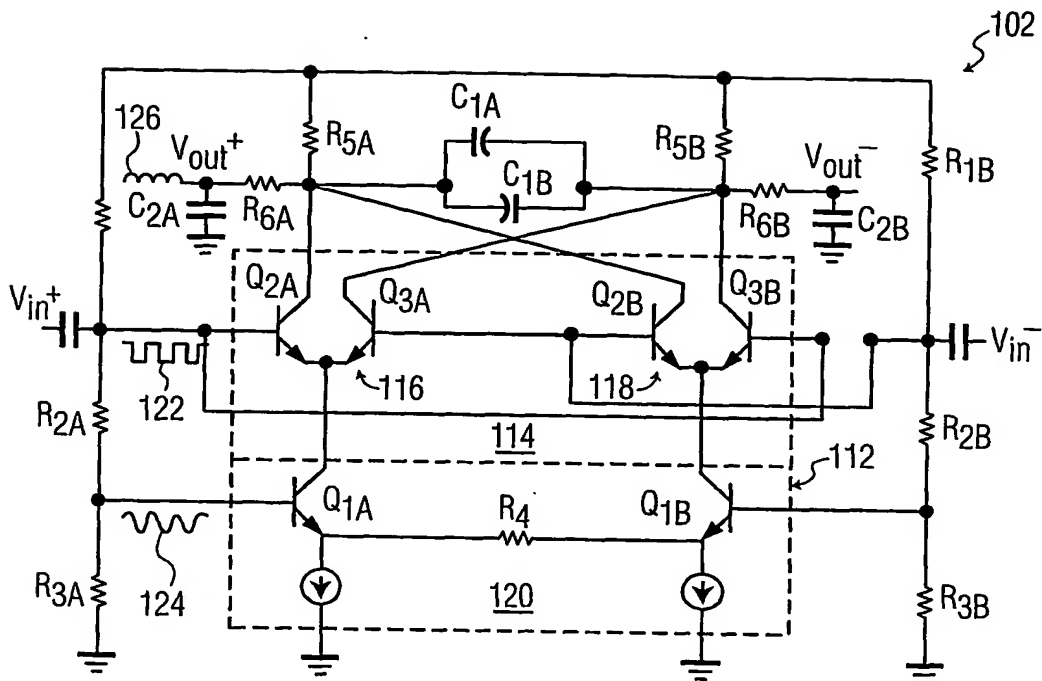 102
C1A
126
Vout+
R5A
R5B
Vout−
R1B
C1B
C2A
R6A
R6B
C2B
Q2A
Q3A
Q2B
Q3B
Vin+
Vin−
122
116
118
R2A
114
R2B
112
Q1A
R4
Q1B
R3A
124
120
R3B